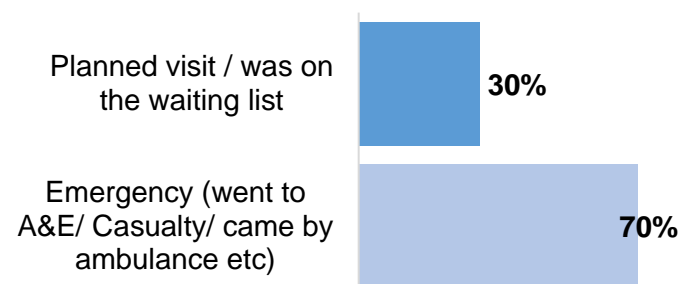 Planned visit / was on
the waiting list
30%
Emergency (went to
A&E/ Casualty/ came by
ambulance etc)
70%